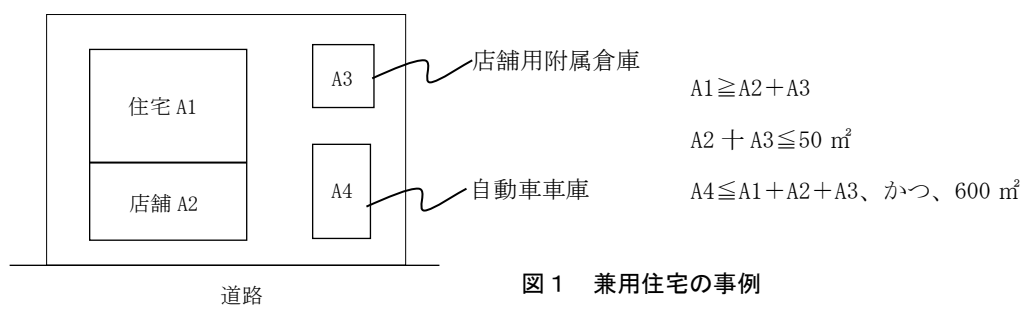 住宅 A1
店舗 A2
A3
A4
店舗用附属倉庫
自動車車庫
道路
A1≧A2＋A3
A2 十 A3≦50 ㎡
A4≦A1＋A2＋A3、かつ、600 ㎡
図１　兼用住宅の事例